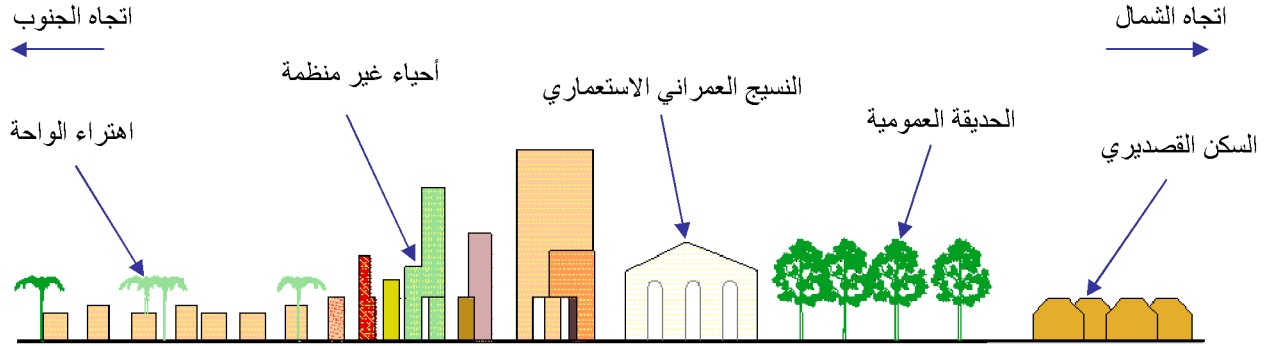 اتجاه الشمال
اتجاه الجنوب
أحياء غير منظمة
النسيج العمراني الاستعماري
الحديقة العمومية
اهتراء الواحة
السكن القصديري